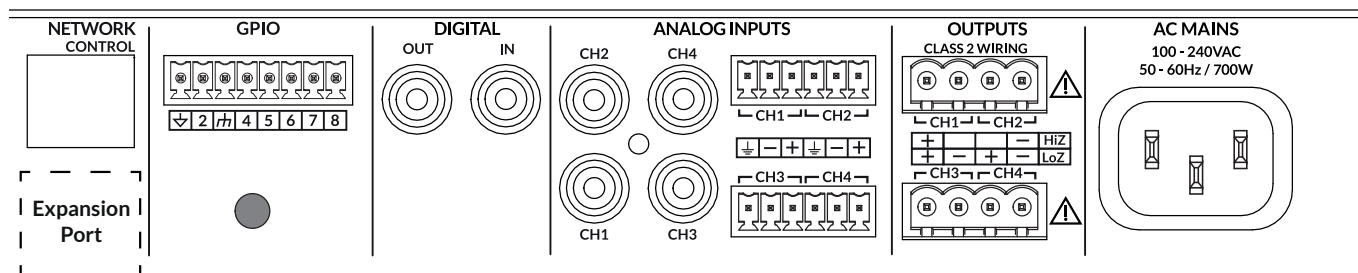 NETWORK
CONTROL
GPIO
2 4 5 6 7 8
Expansion
Port
DIGITAL
OUT IN
ANALOG INPUTS
CH2 CH4
CH1 CH2
- + - +
CH3 CH4
CH1 CH3
OUTPUTS
CLASS 2 WIRING
CH1 CH2
+ - HiZ
+ - + - LoZ
CH3 CH4
AC MAINS
100 - 240VAC
50 - 60Hz / 700W